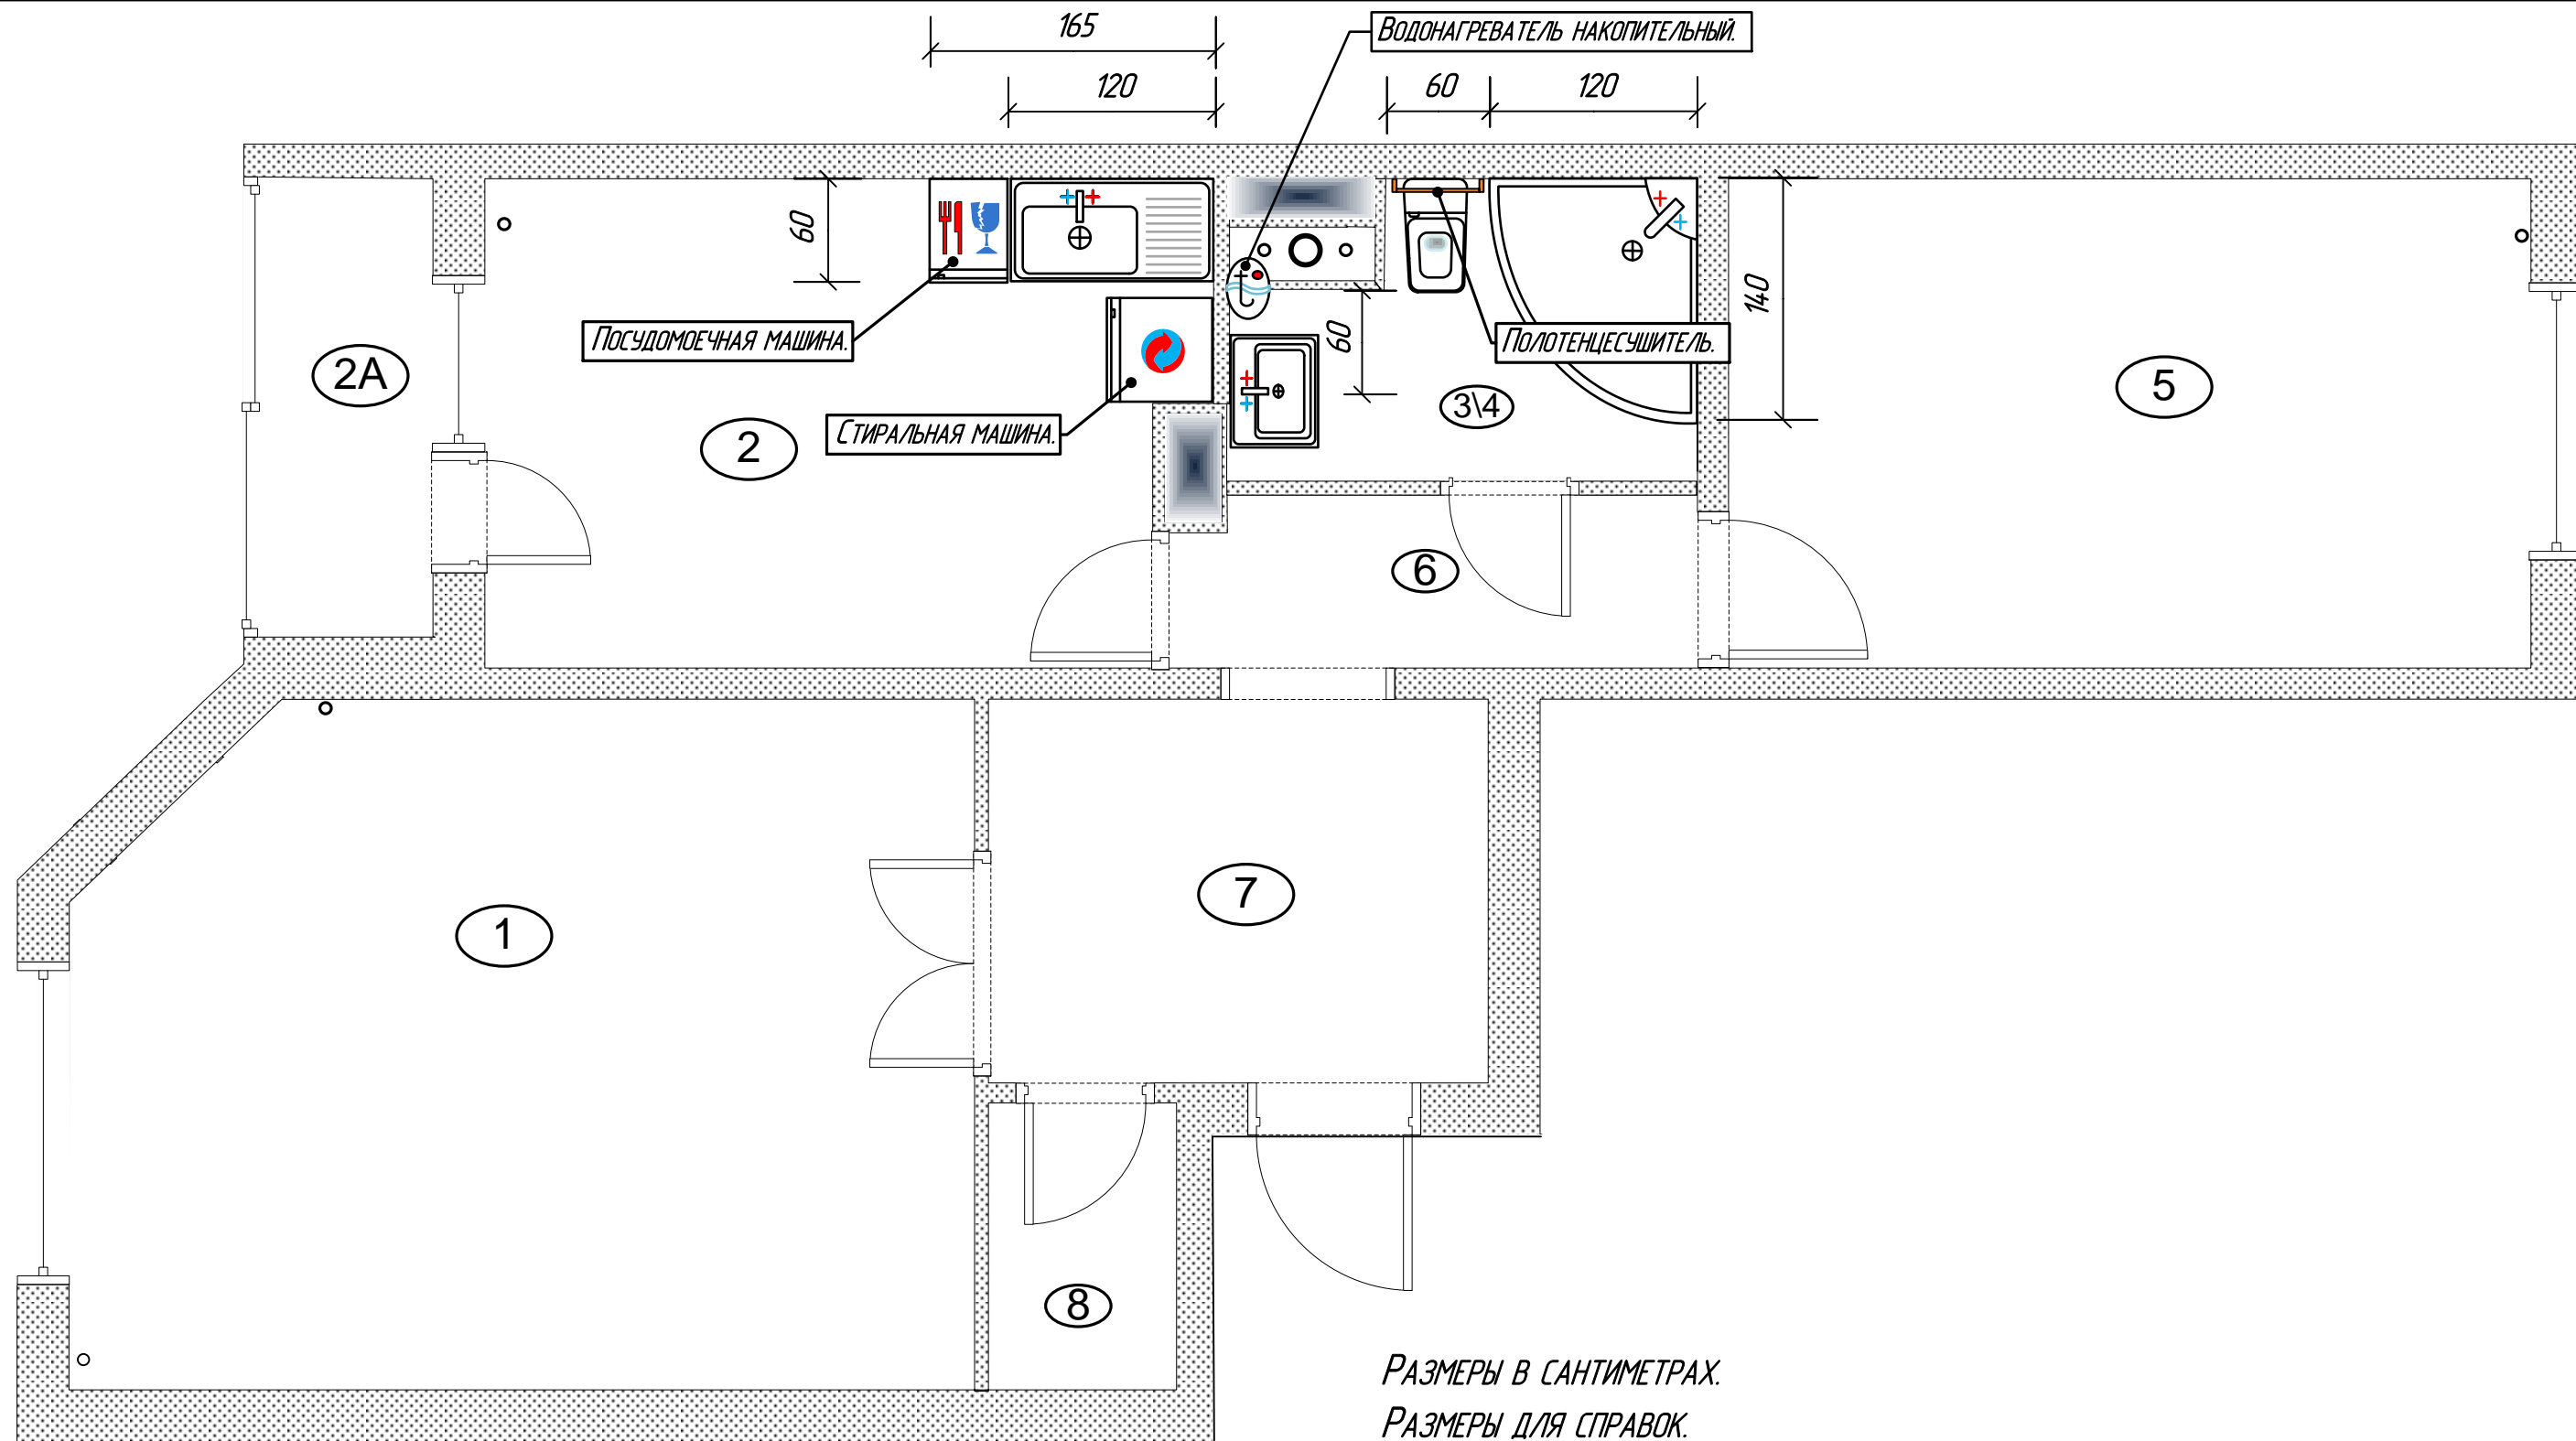 165
Водонагреватель накопительный.
120
60
120
60
140
60
Посудомоечная машина.
Полотенцесушитель.
2А
5
3\4
Стиральная машина.
2
6
7
1
8
Размеры в сантиметрах.
Размеры для справок.